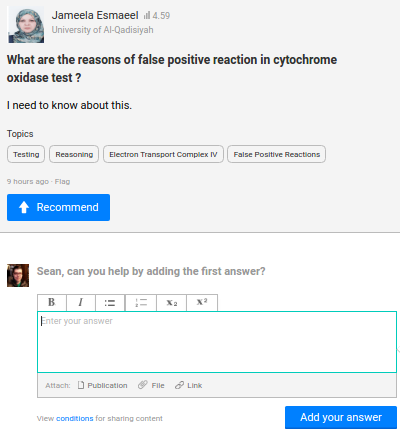 Jameela Esmaeel 4.59
University of Al-Qadisiyah
What are the reasons of false positive reaction in cytochrome
oxidase test ?
I need to know about this.
Topics
Testing Reasoning Electron Transport Complex IV False Positive Reactions
9 hours ago · Flag
Recommend
Sean, can you help by adding the first answer?
B I x₂ x²
Enter your answer
Attach: Publication File Link
View conditions for sharing content
Add your answer